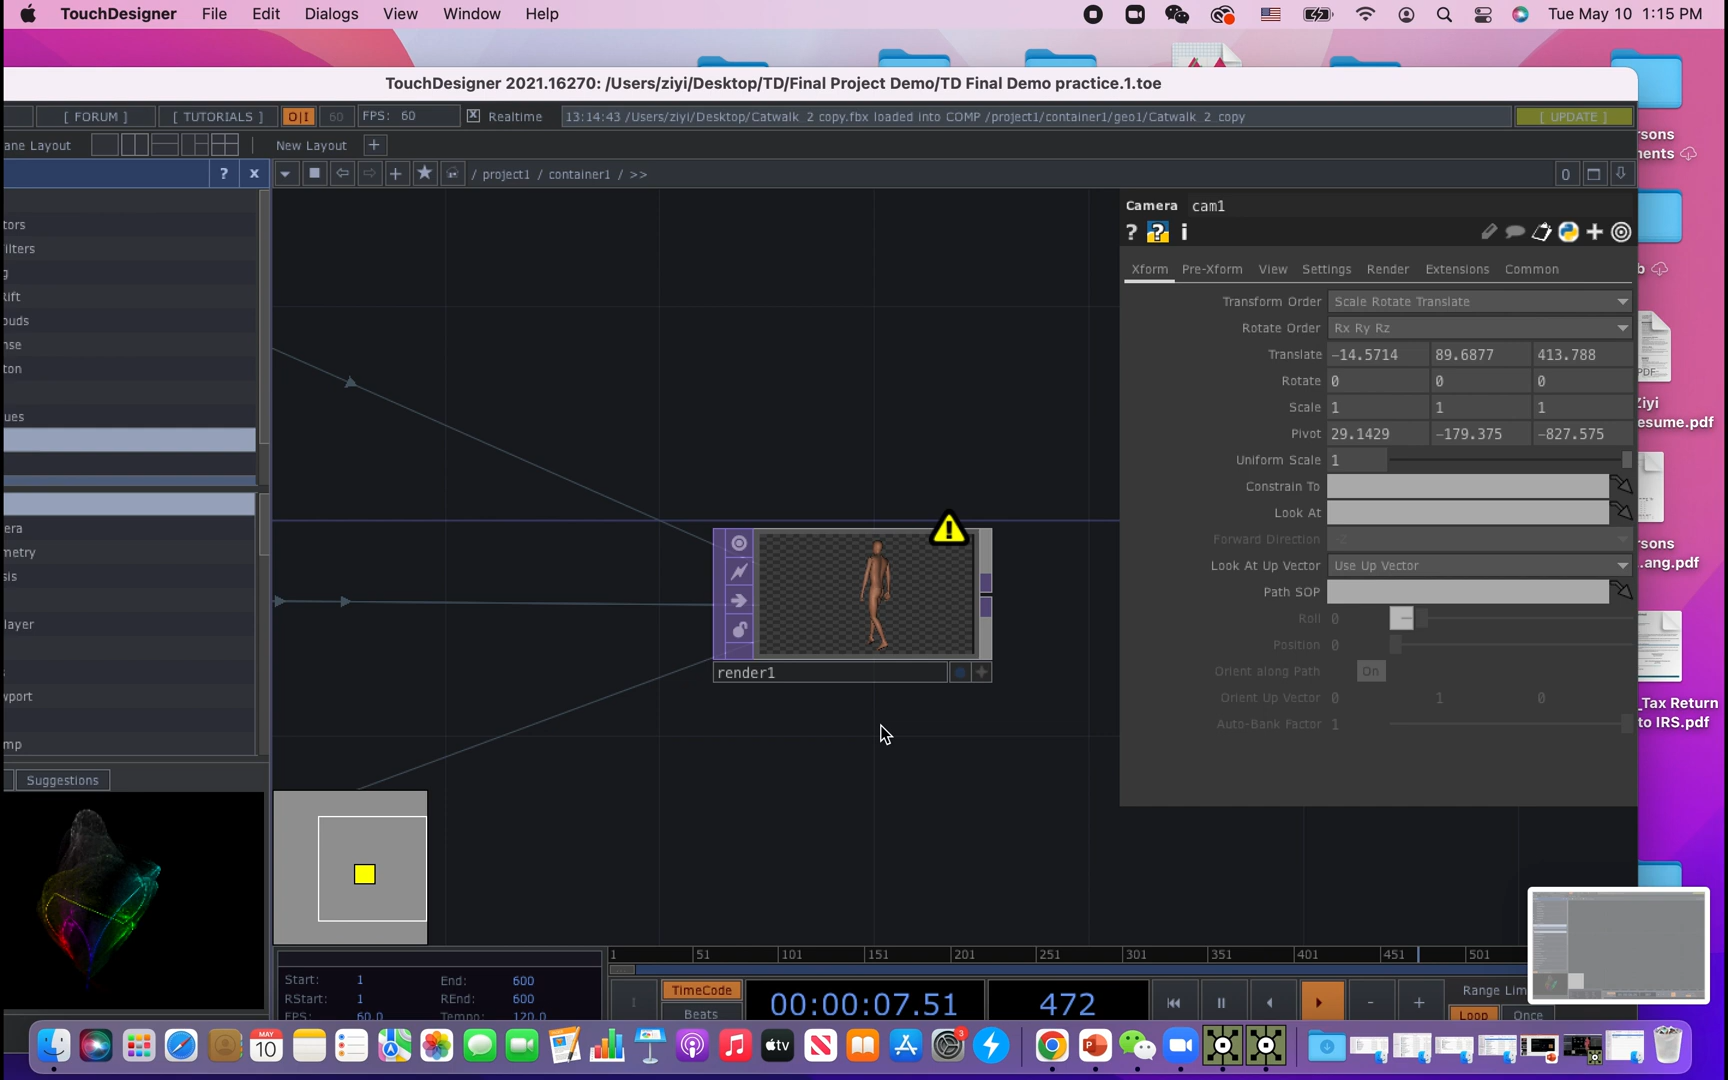 TouchDesigner File Edit Dialogs View Window Help
Tue May 10 1:15 PM
TouchDesigner 2021.16270: /Users/ziyi/Desktop/TD/Final Project Demo/TD Final Demo practice.1.toe
[ FORUM ] [ TUTORIALS ] O|I 60 FPS: 60 Realtime 13:14:43 /Users/ziyi/Desktop/Catwalk_2 copy.fbx loaded into COMP /project1/container1/geo1/Catwalk_2_copy [ UPDATE ]
ane Layout New Layout +
? x / project1 / container1 / >> 0
Camera cam1
? ? i
Xform Pre-Xform View Settings Render Extensions Common
Transform Order Scale Rotate Translate
Rotate Order Rx Ry Rz
Translate -14.5714 89.6877 413.788
Rotate 0 0 0
Scale 1 1 1
Pivot 29.1429 -179.375 -827.575
Uniform Scale 1
Constrain To
Look At
Forward Direction -Z
Look At Up Vector Use Up Vector
Path SOP
Roll 0
Position 0
Orient along Path On
Orient Up Vector 0 1 0
Auto-Bank Factor 1
tors
ilters
g
ift
ouds
nse
ton
ues
era
metry
sis
layer
s
wport
mp
Suggestions
render1
rsons
ments
b
PDF
Ziyi
esume.pdf
rsons
.ang.pdf
_Tax Return
to IRS.pdf
1 51 101 151 201 251 301 351 401 451 501
Start: 1 End: 600
RStart: 1 REnd: 600
FPS: 60.0 Tempo: 120.0
1 TimeCode 00:00:07.51 472 - + Range Lim
Beats Loop Once
MAY
10
tv
3